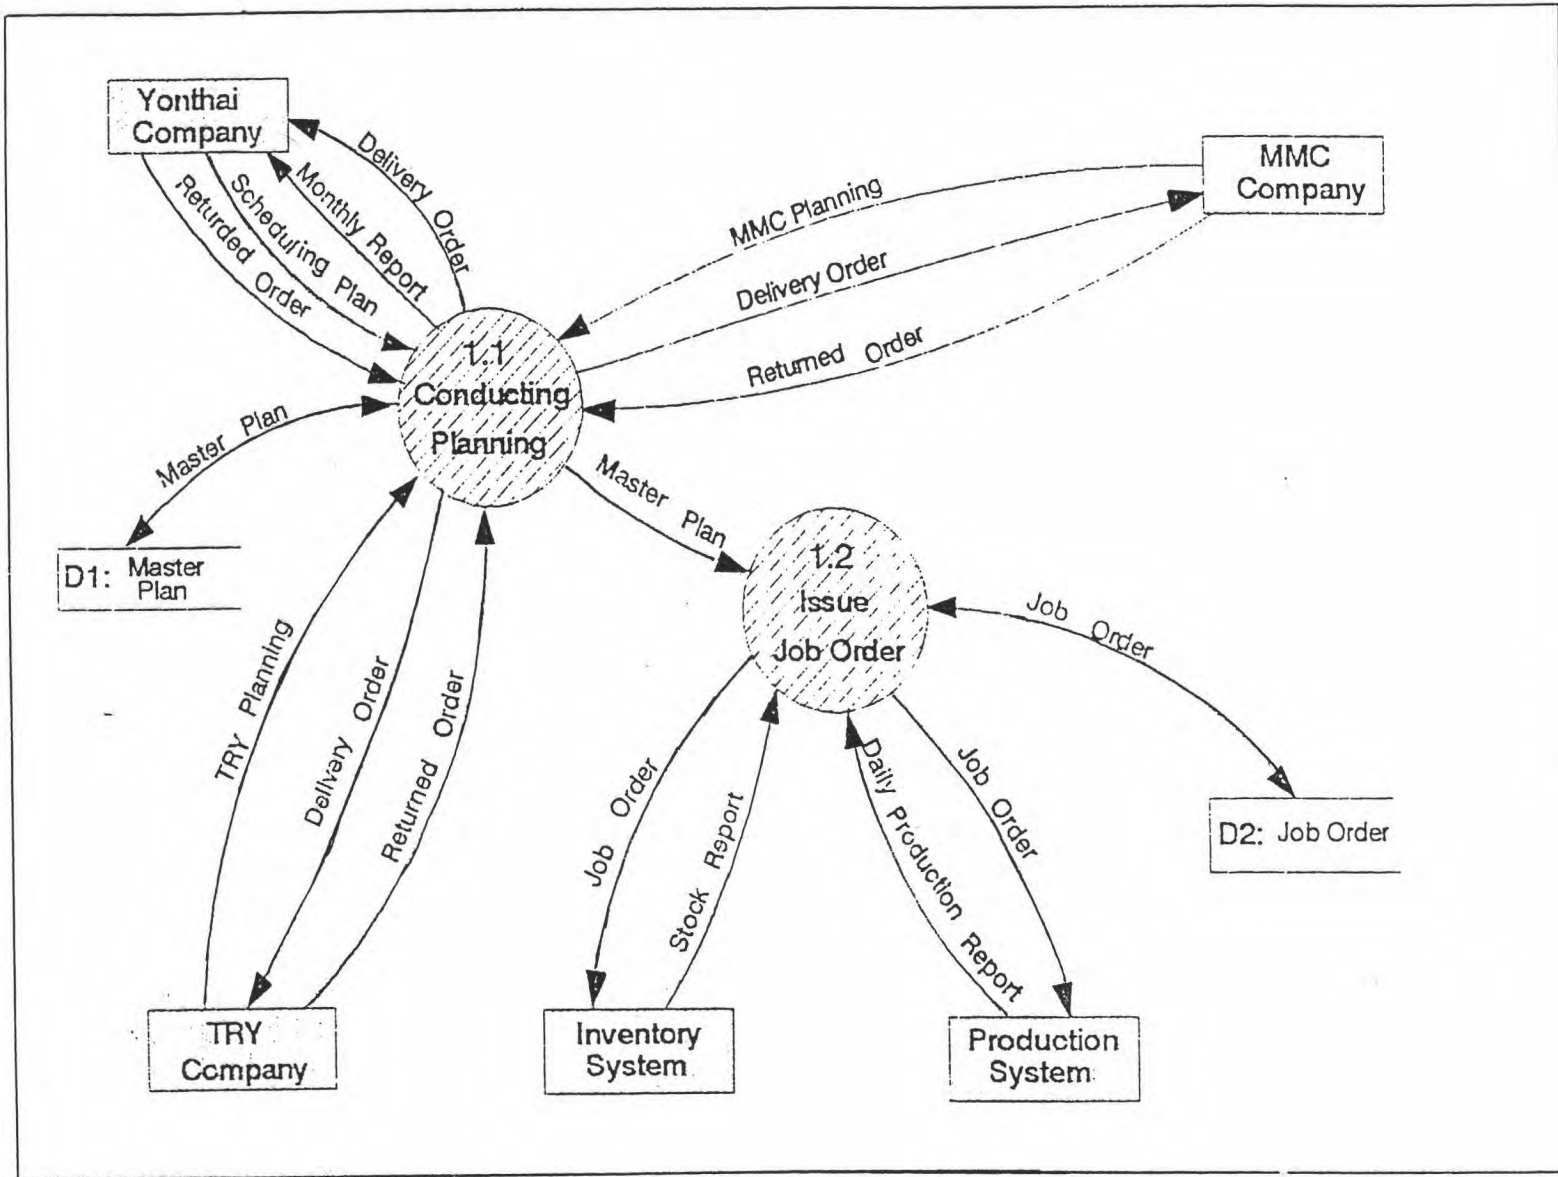 Yonthai
Company
Delivery Order
Monthly Report
Scheduring Plan
Returded Order
MMC
Company
MMC Planning
Delivery Order
Returned Order
1.1
Conducting
Planning
Master Plan
Master Plan
D1: Master
Plan
1.2
Issue
Job Order
Job Order
D2: Job Order
TRY Planning
Delivery Order
Returned Order
Job Order
Stock Report
Daily Production Report
Job Order
TRY
Company
Inventory
System
Production
System